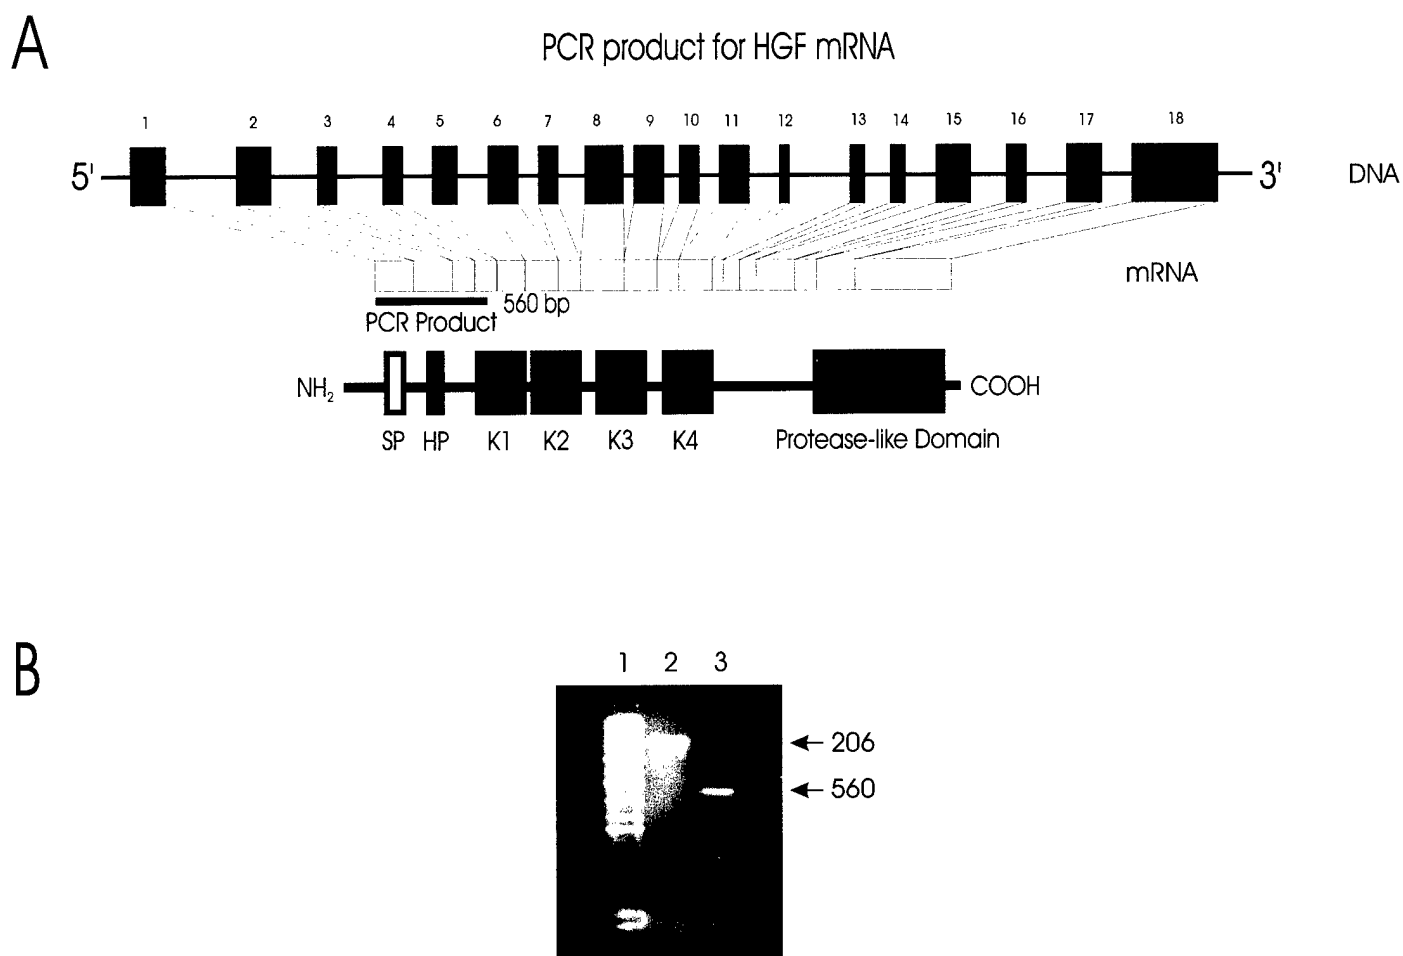 A
PCR product for HGF mRNA
1 2 3 4 5 6 7 8 9 10 11 12 13 14 15 16 17 18
5' 3' DNA
mRNA
560 bp
PCR Product
NH₂ COOH
SP HP K1 K2 K3 K4 Protease-like Domain
B
1 2 3
206
560